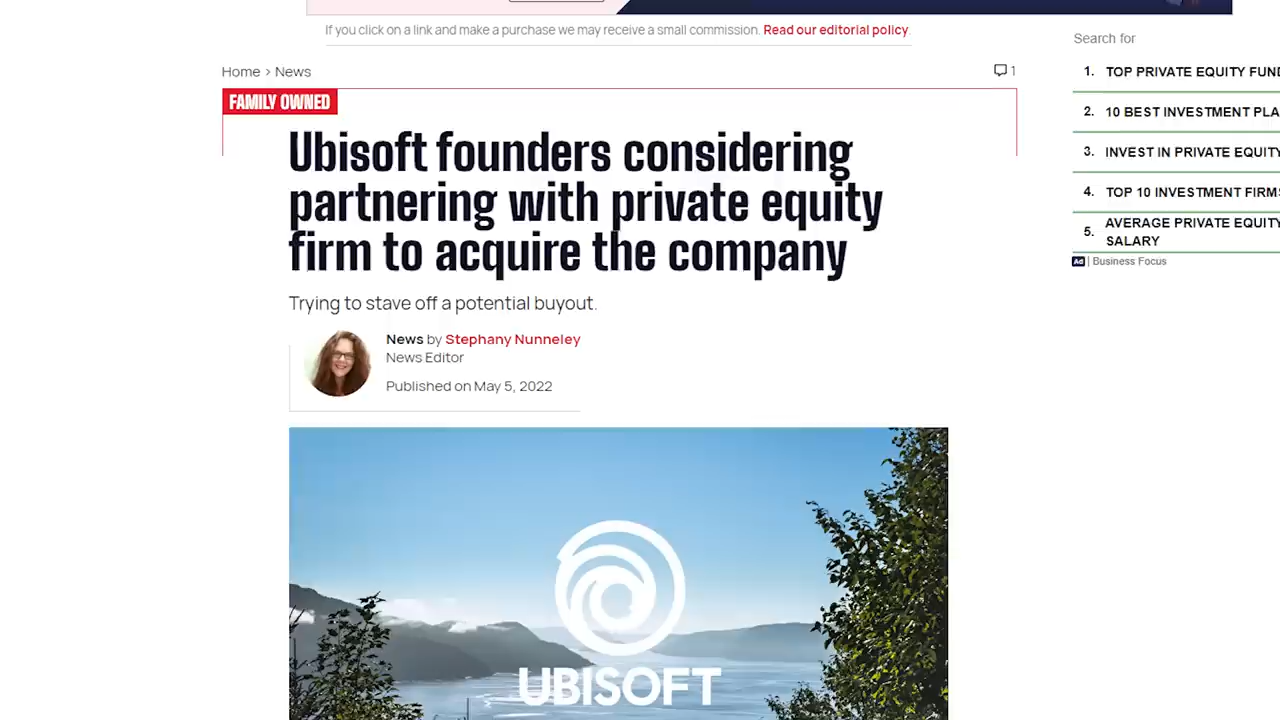 If you click on a link and make a purchase we may receive a small commission. Read our editorial policy.
Home > News
1
FAMILY OWNED
Ubisoft founders considering
partnering with private equity
firm to acquire the company
Trying to stave off a potential buyout.
News by Stephany Nunneley
News Editor
Published on May 5, 2022
UBISOFT
Search for
1. TOP PRIVATE EQUITY FUND
2. 10 BEST INVESTMENT PLA
3. INVEST IN PRIVATE EQUITY
4. TOP 10 INVESTMENT FIRMS
5. AVERAGE PRIVATE EQUITY
SALARY
Ad | Business Focus